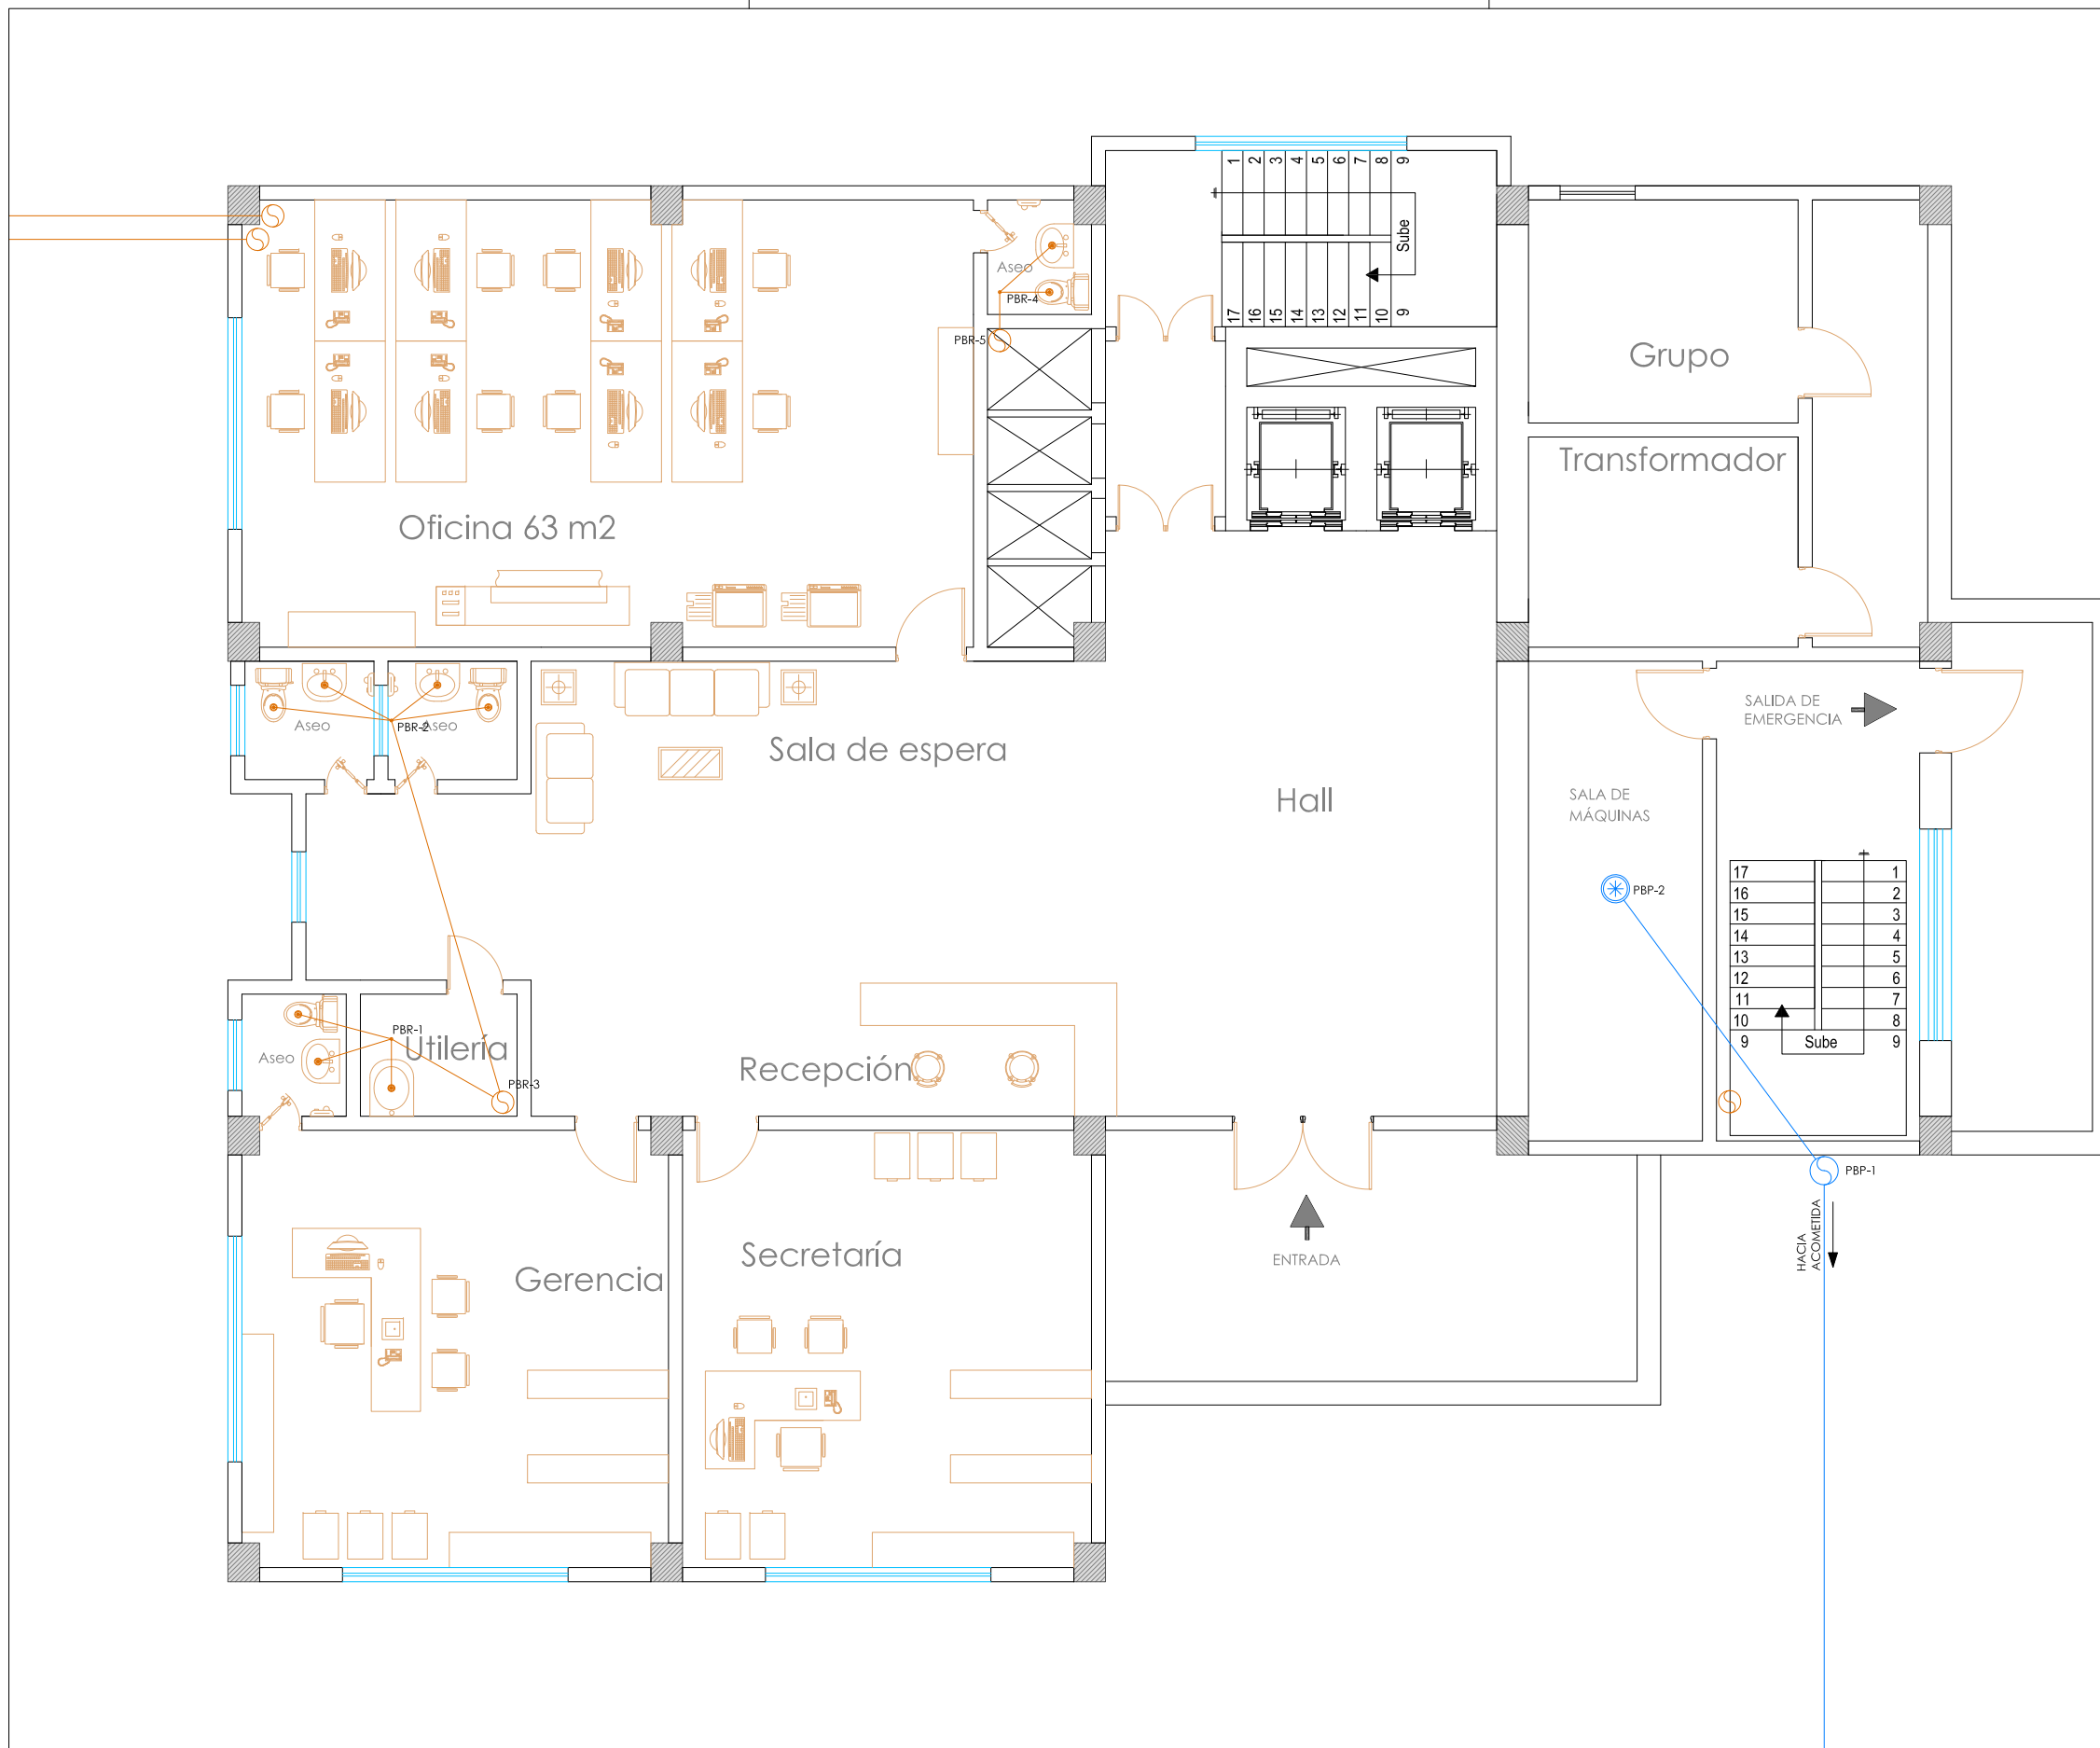 1 2 3 4 5 6 7 8 9
Sube
17 16 15 14 13 12 11 10 9
Aseo
PBR-4
PBR-5
Grupo
Transformador
Oficina 63 m2
Aseo
PBR-2
Aseo
Sala de espera
Hall
SALIDA DE
EMERGENCIA
SALA DE
MÁQUINAS
PBP-2
17 1
16 2
15 3
14 4
13 5
12 6
11 7
10 8
9 Sube 9
PBR-1
Utilería
Aseo
PBR-3
Recepción
PBP-1
HACIA
ACOMETIDA
ENTRADA
Secretaría
Gerencia